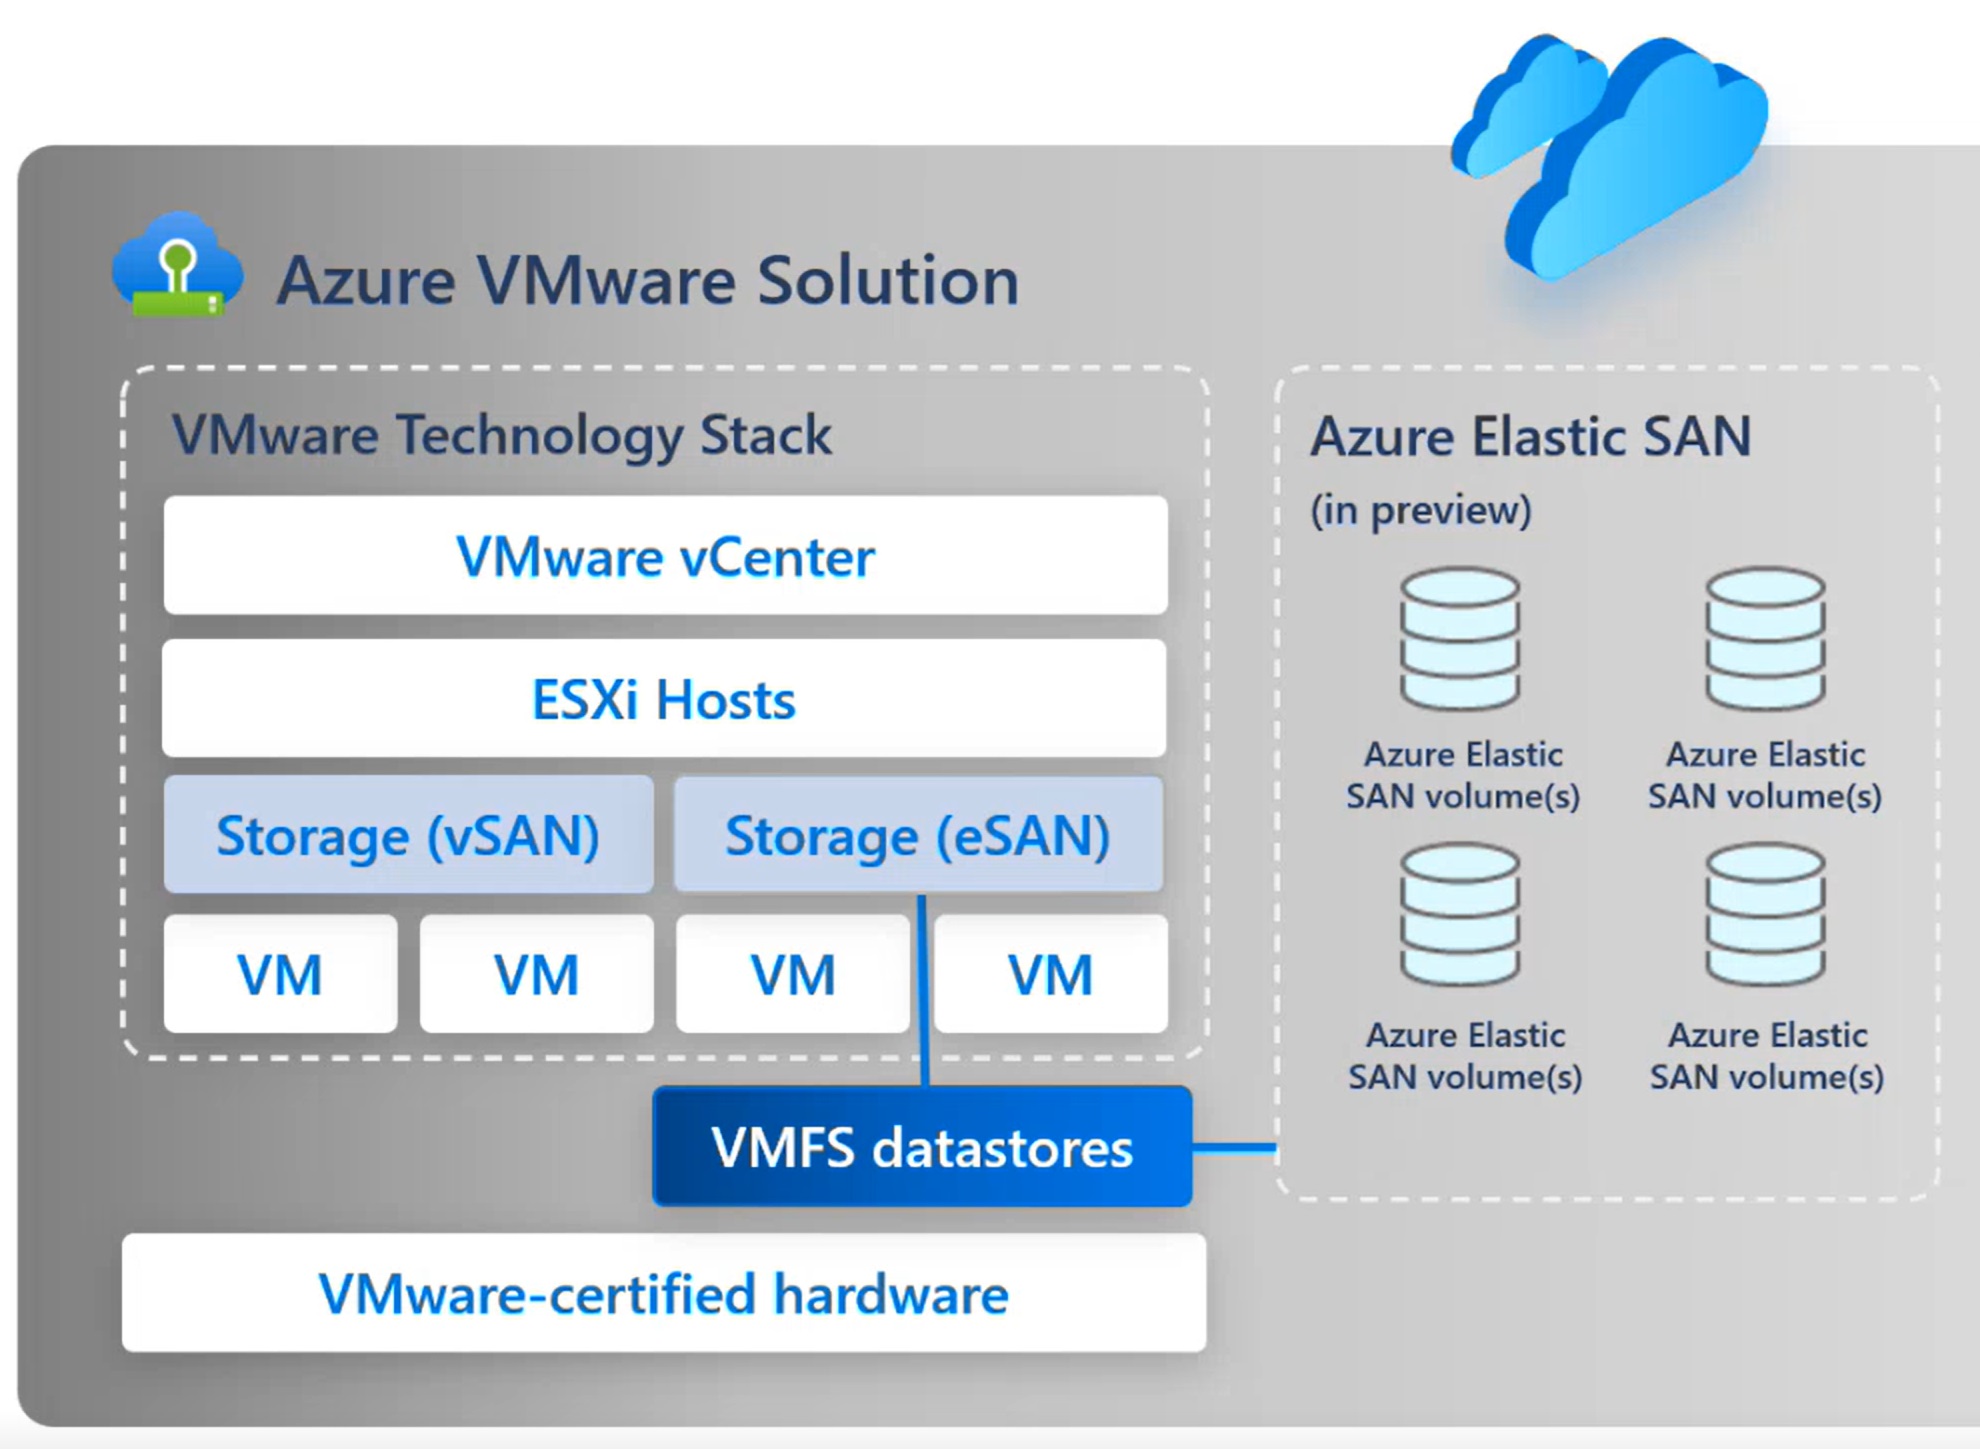 Azure VMware Solution
VMware Technology Stack
VMware vCenter
ESXi Hosts
Storage (vSAN)
Storage (eSAN)
VM
VM
VM
VM
VMFS datastores
VMware-certified hardware
Azure Elastic SAN
(in preview)
Azure Elastic
SAN volume(s)
Azure Elastic
SAN volume(s)
Azure Elastic
SAN volume(s)
Azure Elastic
SAN volume(s)